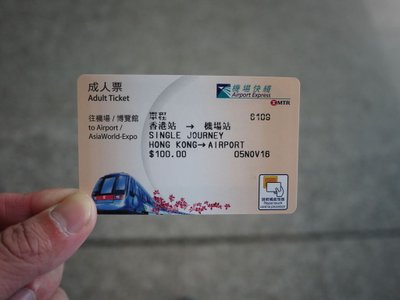 成人票
Adult Ticket
機場快綫
Airport Express
MTR
往機場 / 博覽館
to Airport /
AsiaWorld-Expo
單程 6109
香港站 → 機場站
SINGLE JOURNEY
HONG KONG→AIRPORT
$100.00 05NOV16